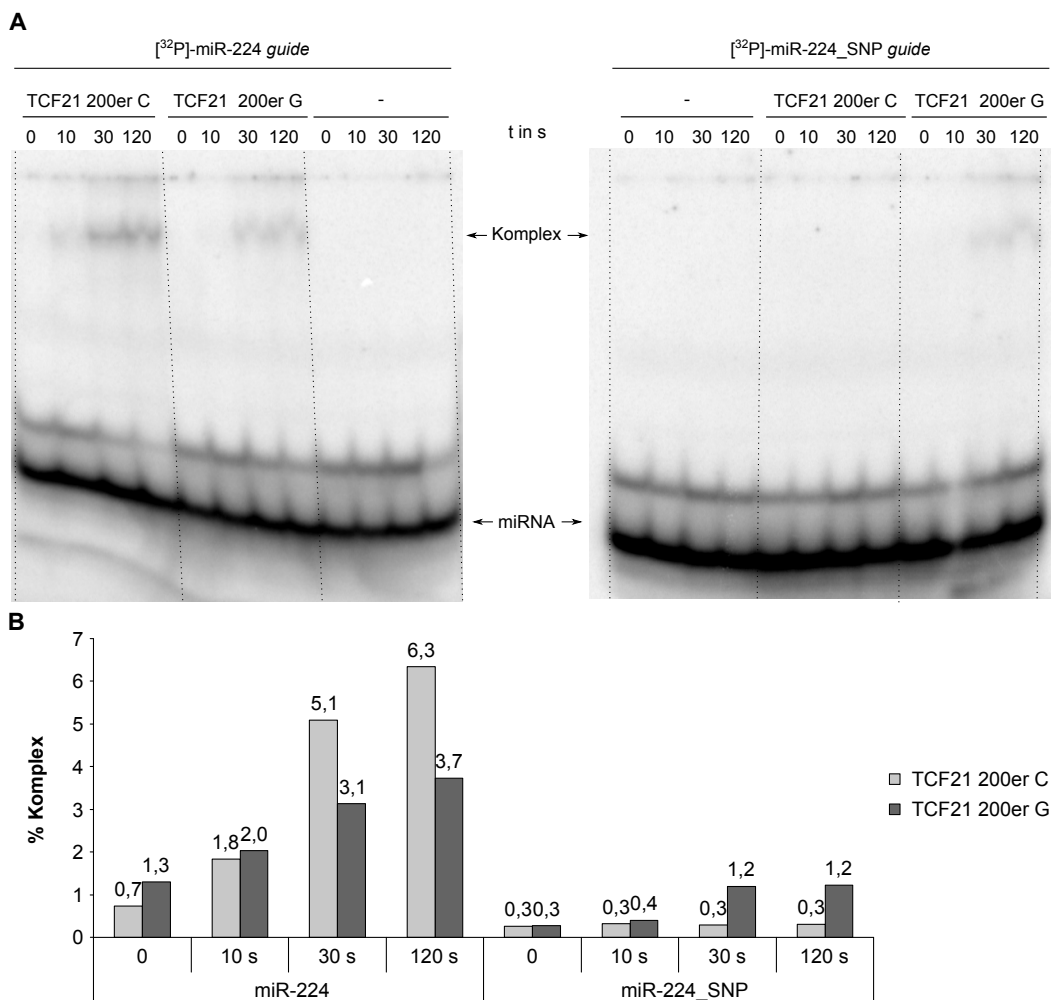 A
[³²P]-miR-224 guide
[³²P]-miR-224_SNP guide
TCF21 200er C TCF21 200er G -
- TCF21 200er C TCF21 200er G
0 10 30 120 0 10 30 120 0 10 30 120
t in s
0 10 30 120 0 10 30 120 0 10 30 120
Komplex
miRNA
B
% Komplex
7
6
5
4
3
2
1
0
0,7 1,3 1,8 2,0 5,1 3,1 6,3 3,7 0,3 0,3 0,3 0,4 0,3 1,2 0,3 1,2
0 10 s 30 s 120 s 0 10 s 30 s 120 s
miR-224 miR-224_SNP
TCF21 200er C
TCF21 200er G